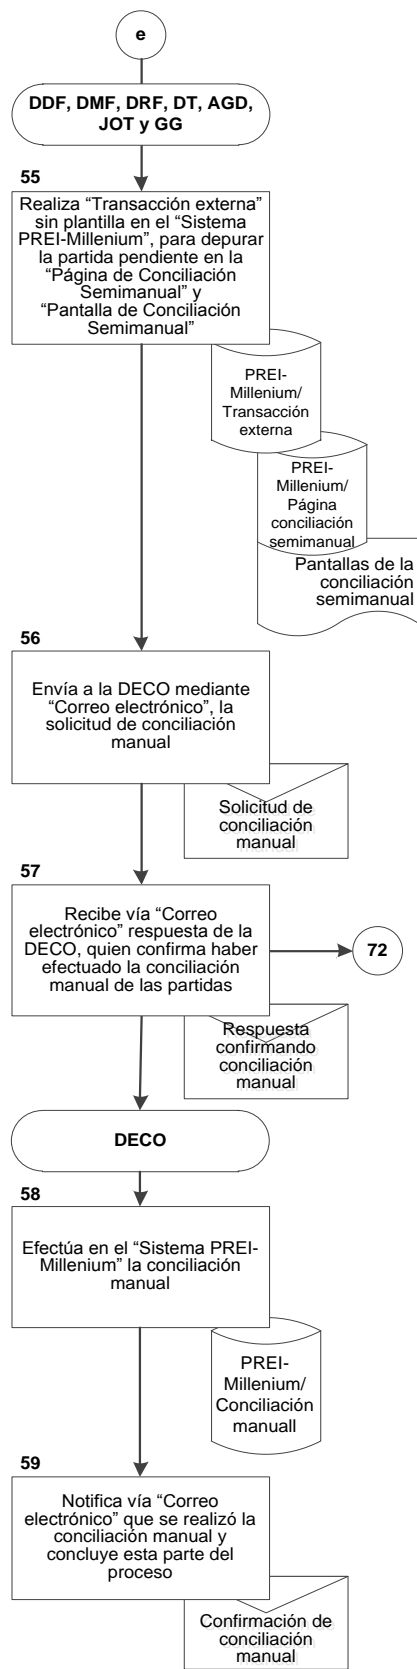 e
DDF, DMF, DRF, DT, AGD,
JOT y GG
55
Realiza “Transacción externa”
sin plantilla en el “Sistema
PREI-Millenium”, para depurar
la partida pendiente en la
“Página de Conciliación
Semimanual” y
“Pantalla de Conciliación
Semimanual”
PREI-
Millenium/
Transacción
externa
PREI-
Millenium/
Página
conciliación
semimanual
Pantallas de la
conciliación
semimanual
56
Envía a la DECO mediante
“Correo electrónico”, la
solicitud de conciliación
manual
Solicitud de
conciliación
manual
57
Recibe vía “Correo
electrónico” respuesta de la
DECO, quien confirma haber
efectuado la conciliación
manual de las partidas
72
Respuesta
confirmando
conciliación
manual
DECO
58
Efectúa en el “Sistema PREI-
Millenium” la conciliación
manual
PREI-
Millenium/
Conciliación
manuall
59
Notifica vía “Correo
electrónico” que se realizó la
conciliación manual y
concluye esta parte del
proceso
Confirmación de
conciliación
manual